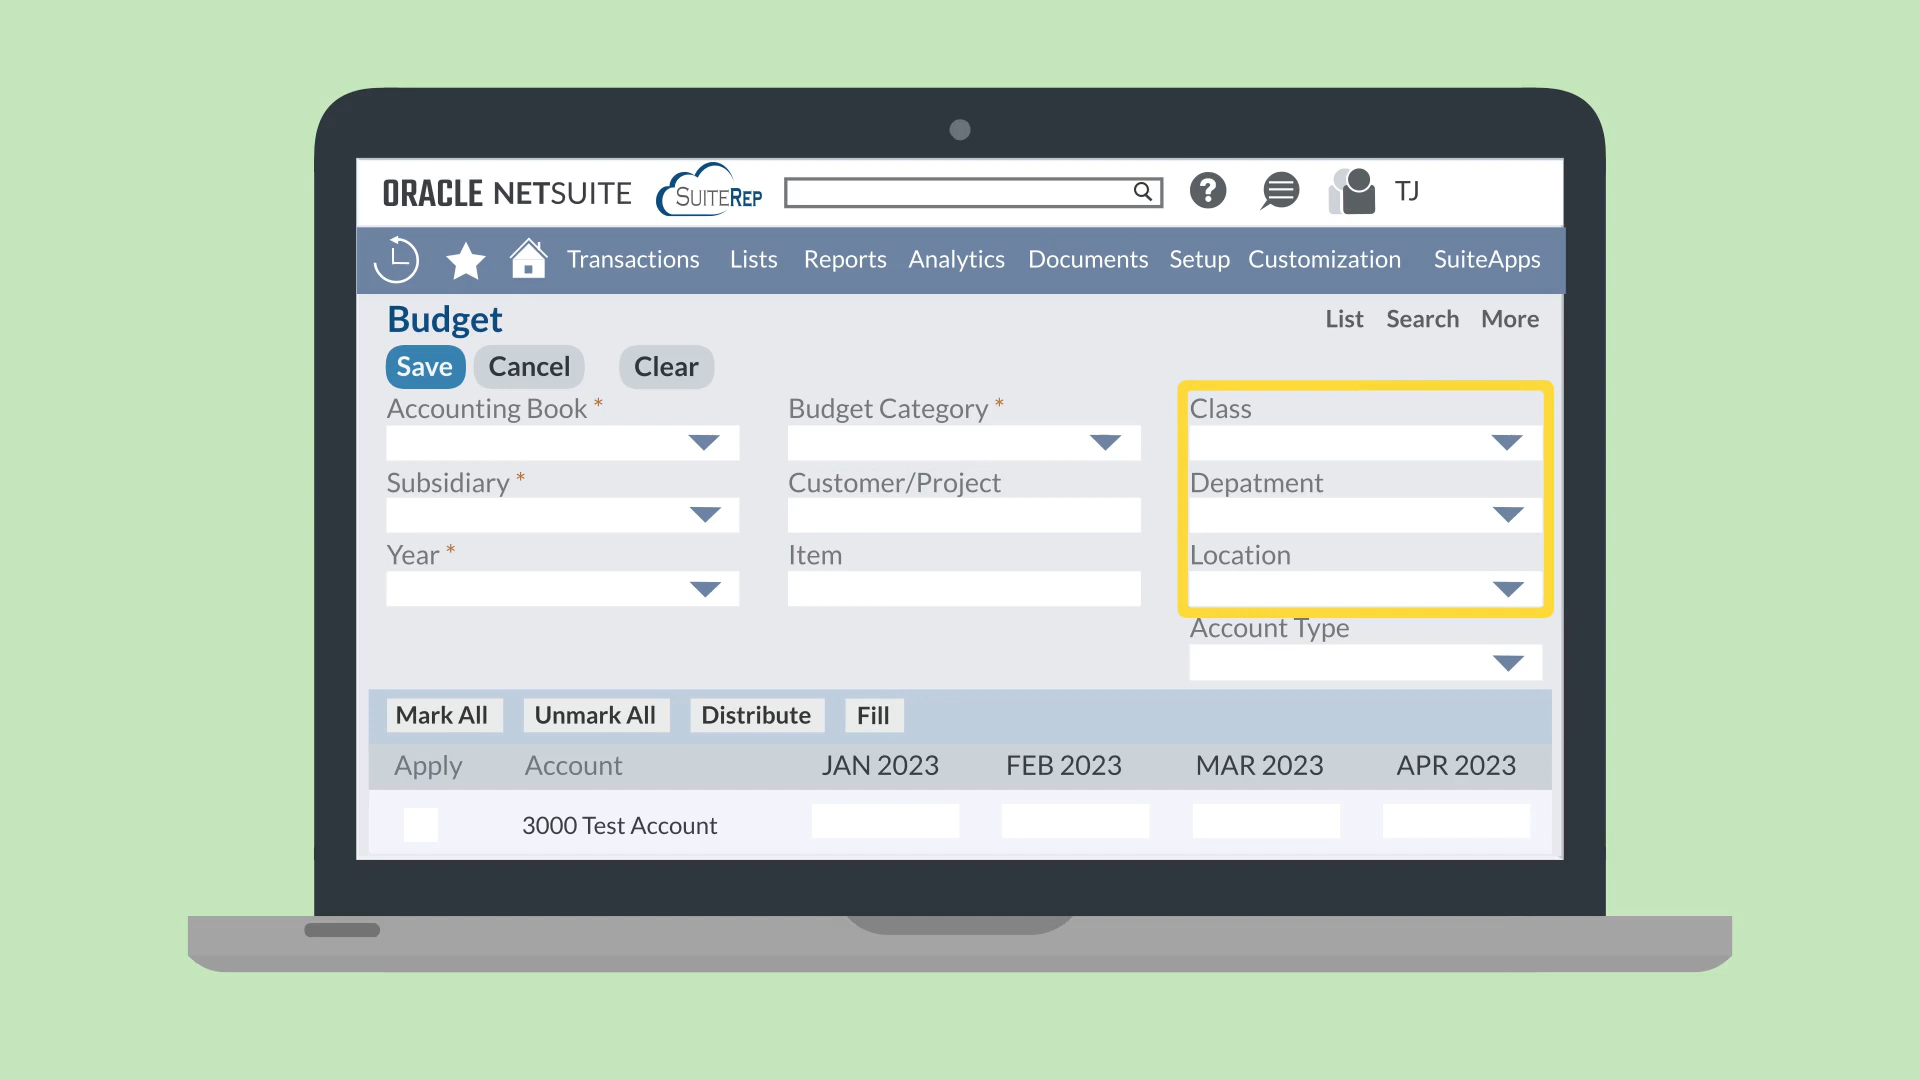 ORACLE NETSUITE SUITEREP TJ
Transactions Lists Reports Analytics Documents Setup Customization SuiteApps
Budget List Search More
Save Cancel Clear
Accounting Book * Budget Category * Class
Subsidiary * Customer/Project Depatment
Year * Item Location
Account Type
Mark All Unmark All Distribute Fill
Apply Account JAN 2023 FEB 2023 MAR 2023 APR 2023
3000 Test Account